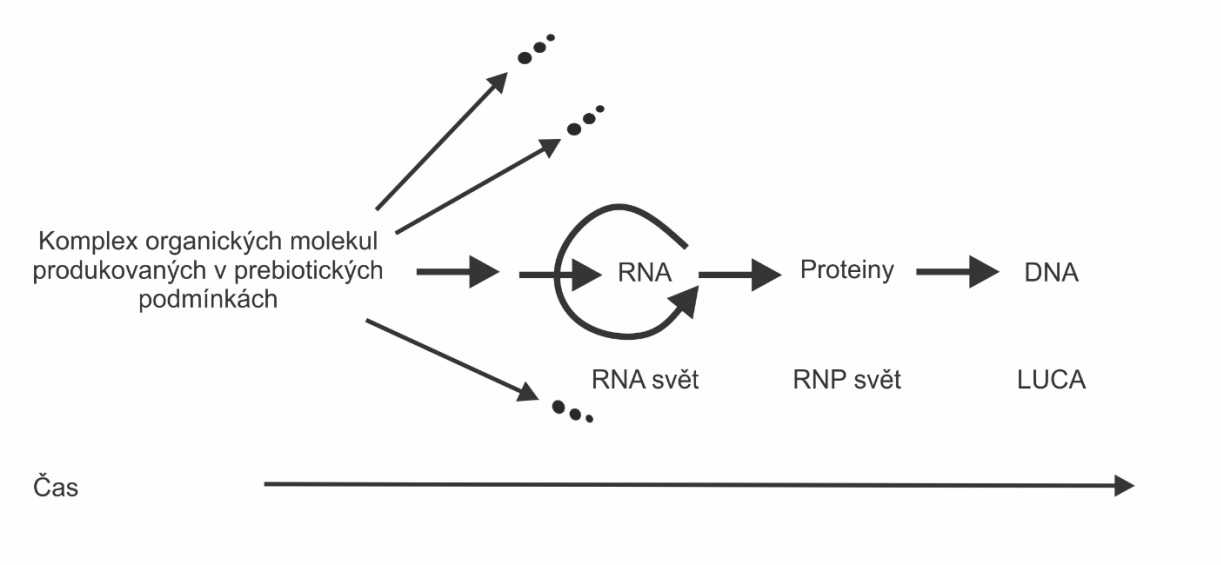 Komplex organických molekul
produkovaných v prebiotických
podmínkách
RNA
Proteiny
DNA
RNA svět
RNP svět
LUCA
Čas